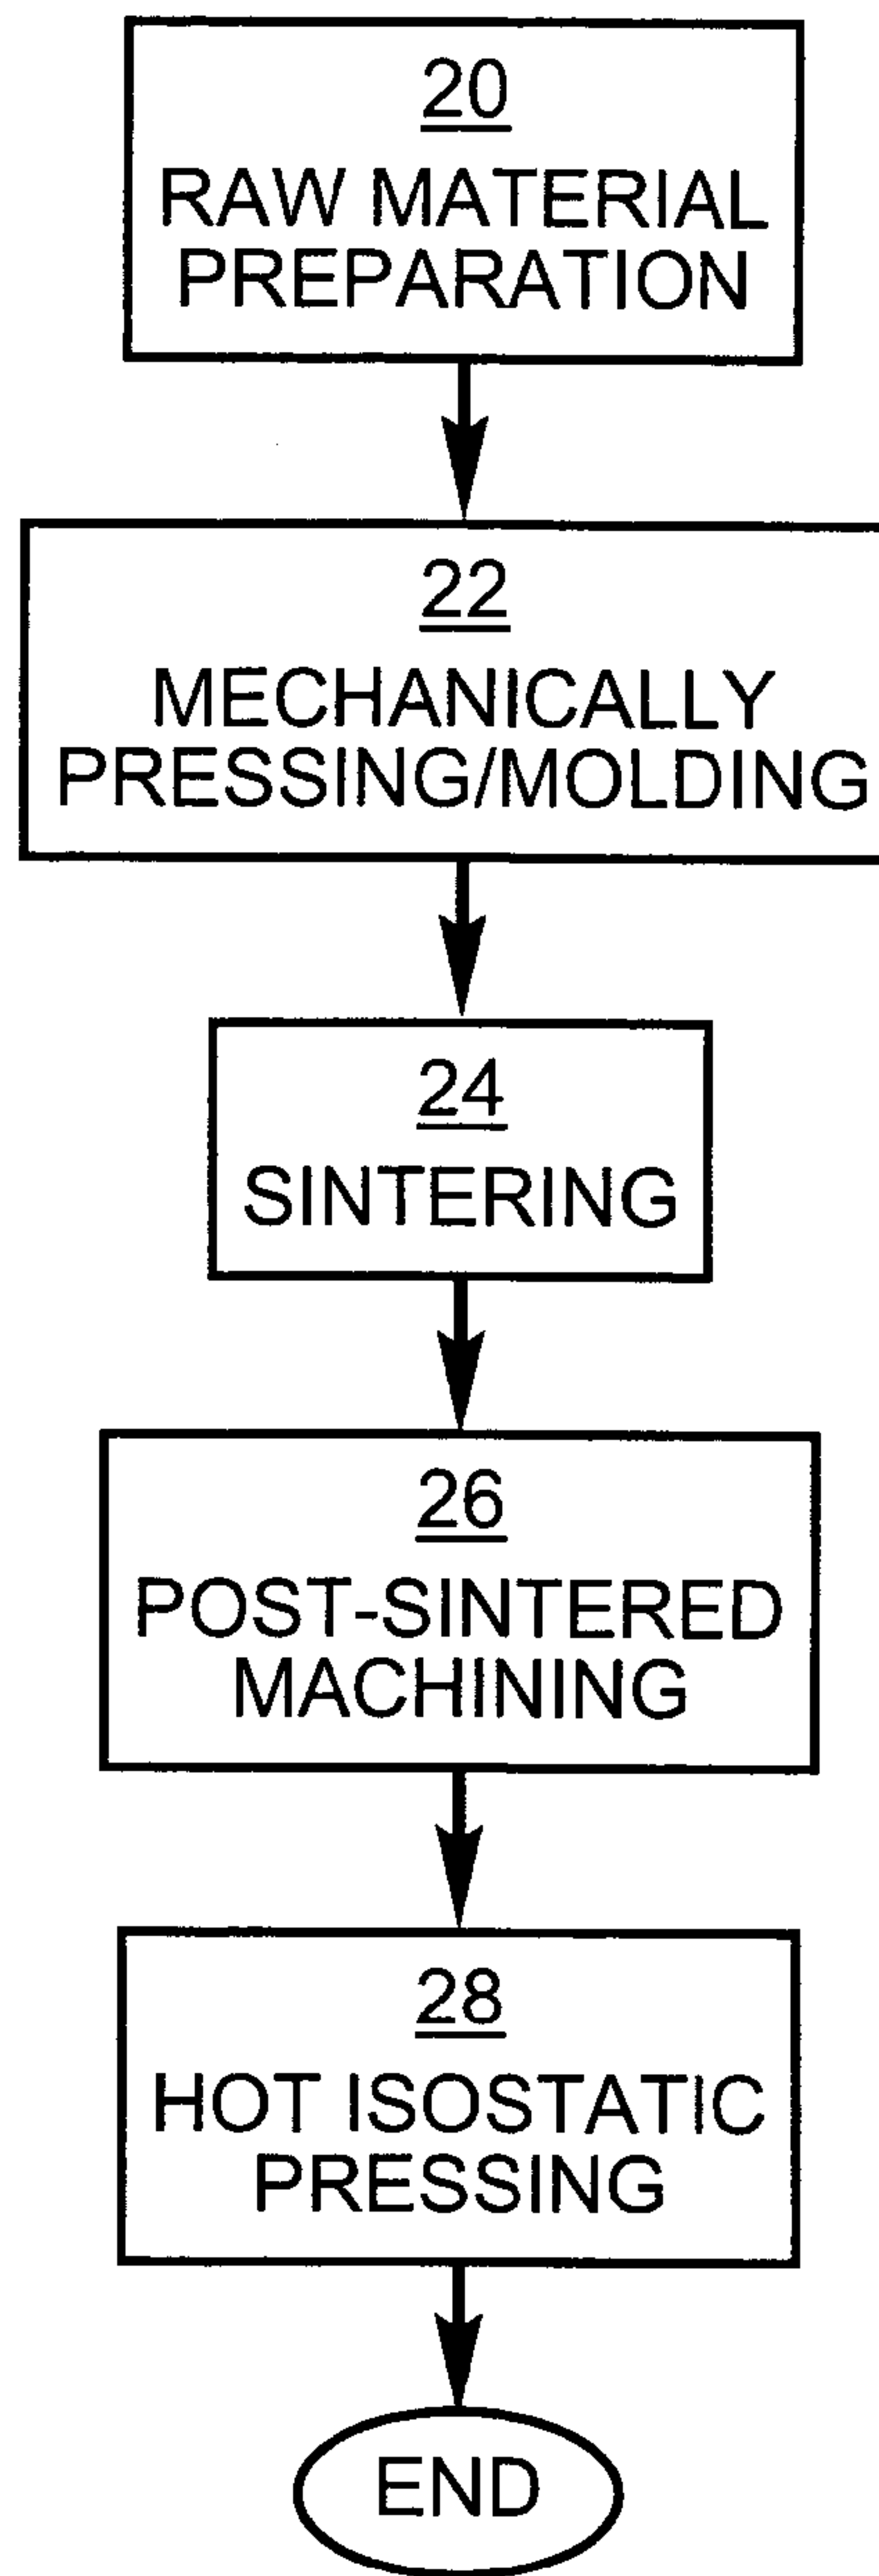 20
RAW MATERIAL
PREPARATION
22
MECHANICALLY
PRESSING/MOLDING
24
SINTERING
26
POST-SINTERED
MACHINING
28
HOT ISOSTATIC
PRESSING
END